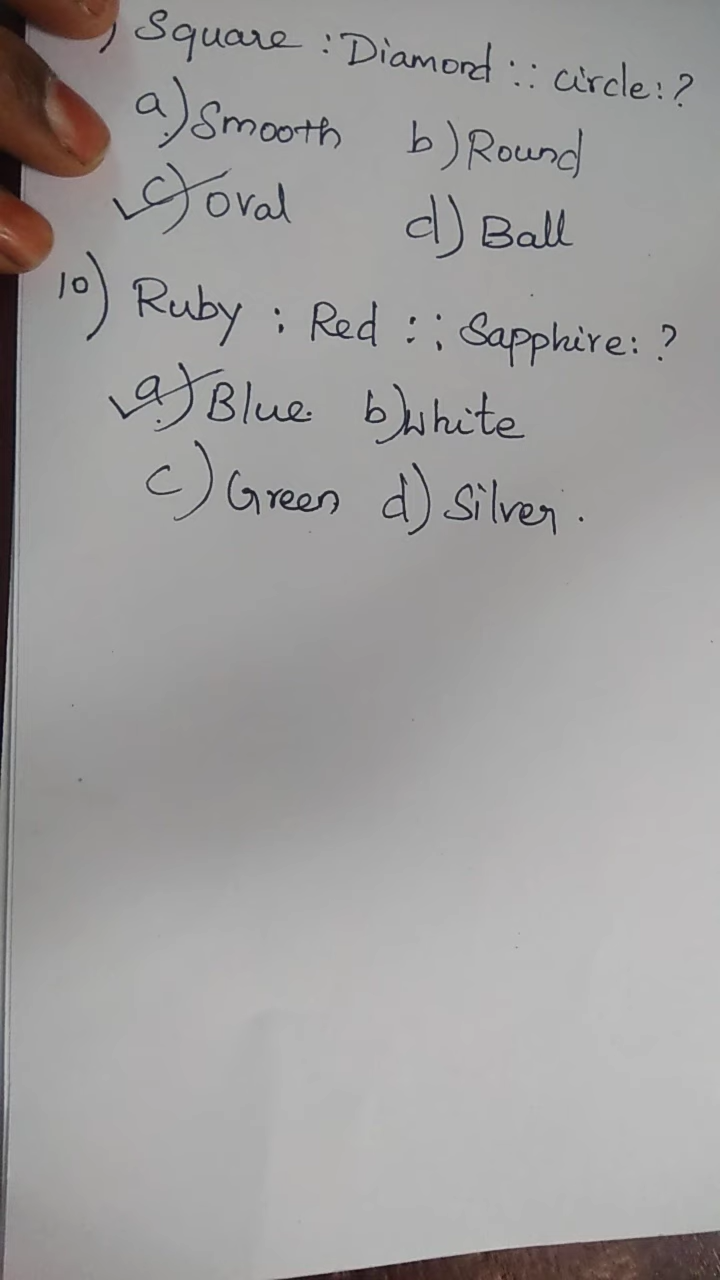 ) Square : Diamond :: circle: ?
a) Smooth b) Round
c) oval d) Ball
10) Ruby : Red :: Sapphire: ?
a) Blue b) white
c) Green d) Silver.